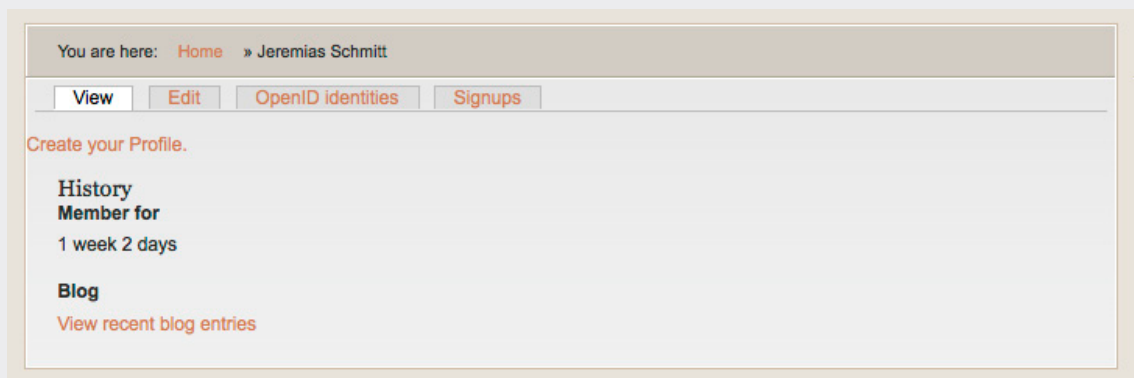 You are here: Home » Jeremias Schmitt
View Edit OpenID identities Signups
Create your Profile.
History
Member for
1 week 2 days
Blog
View recent blog entries